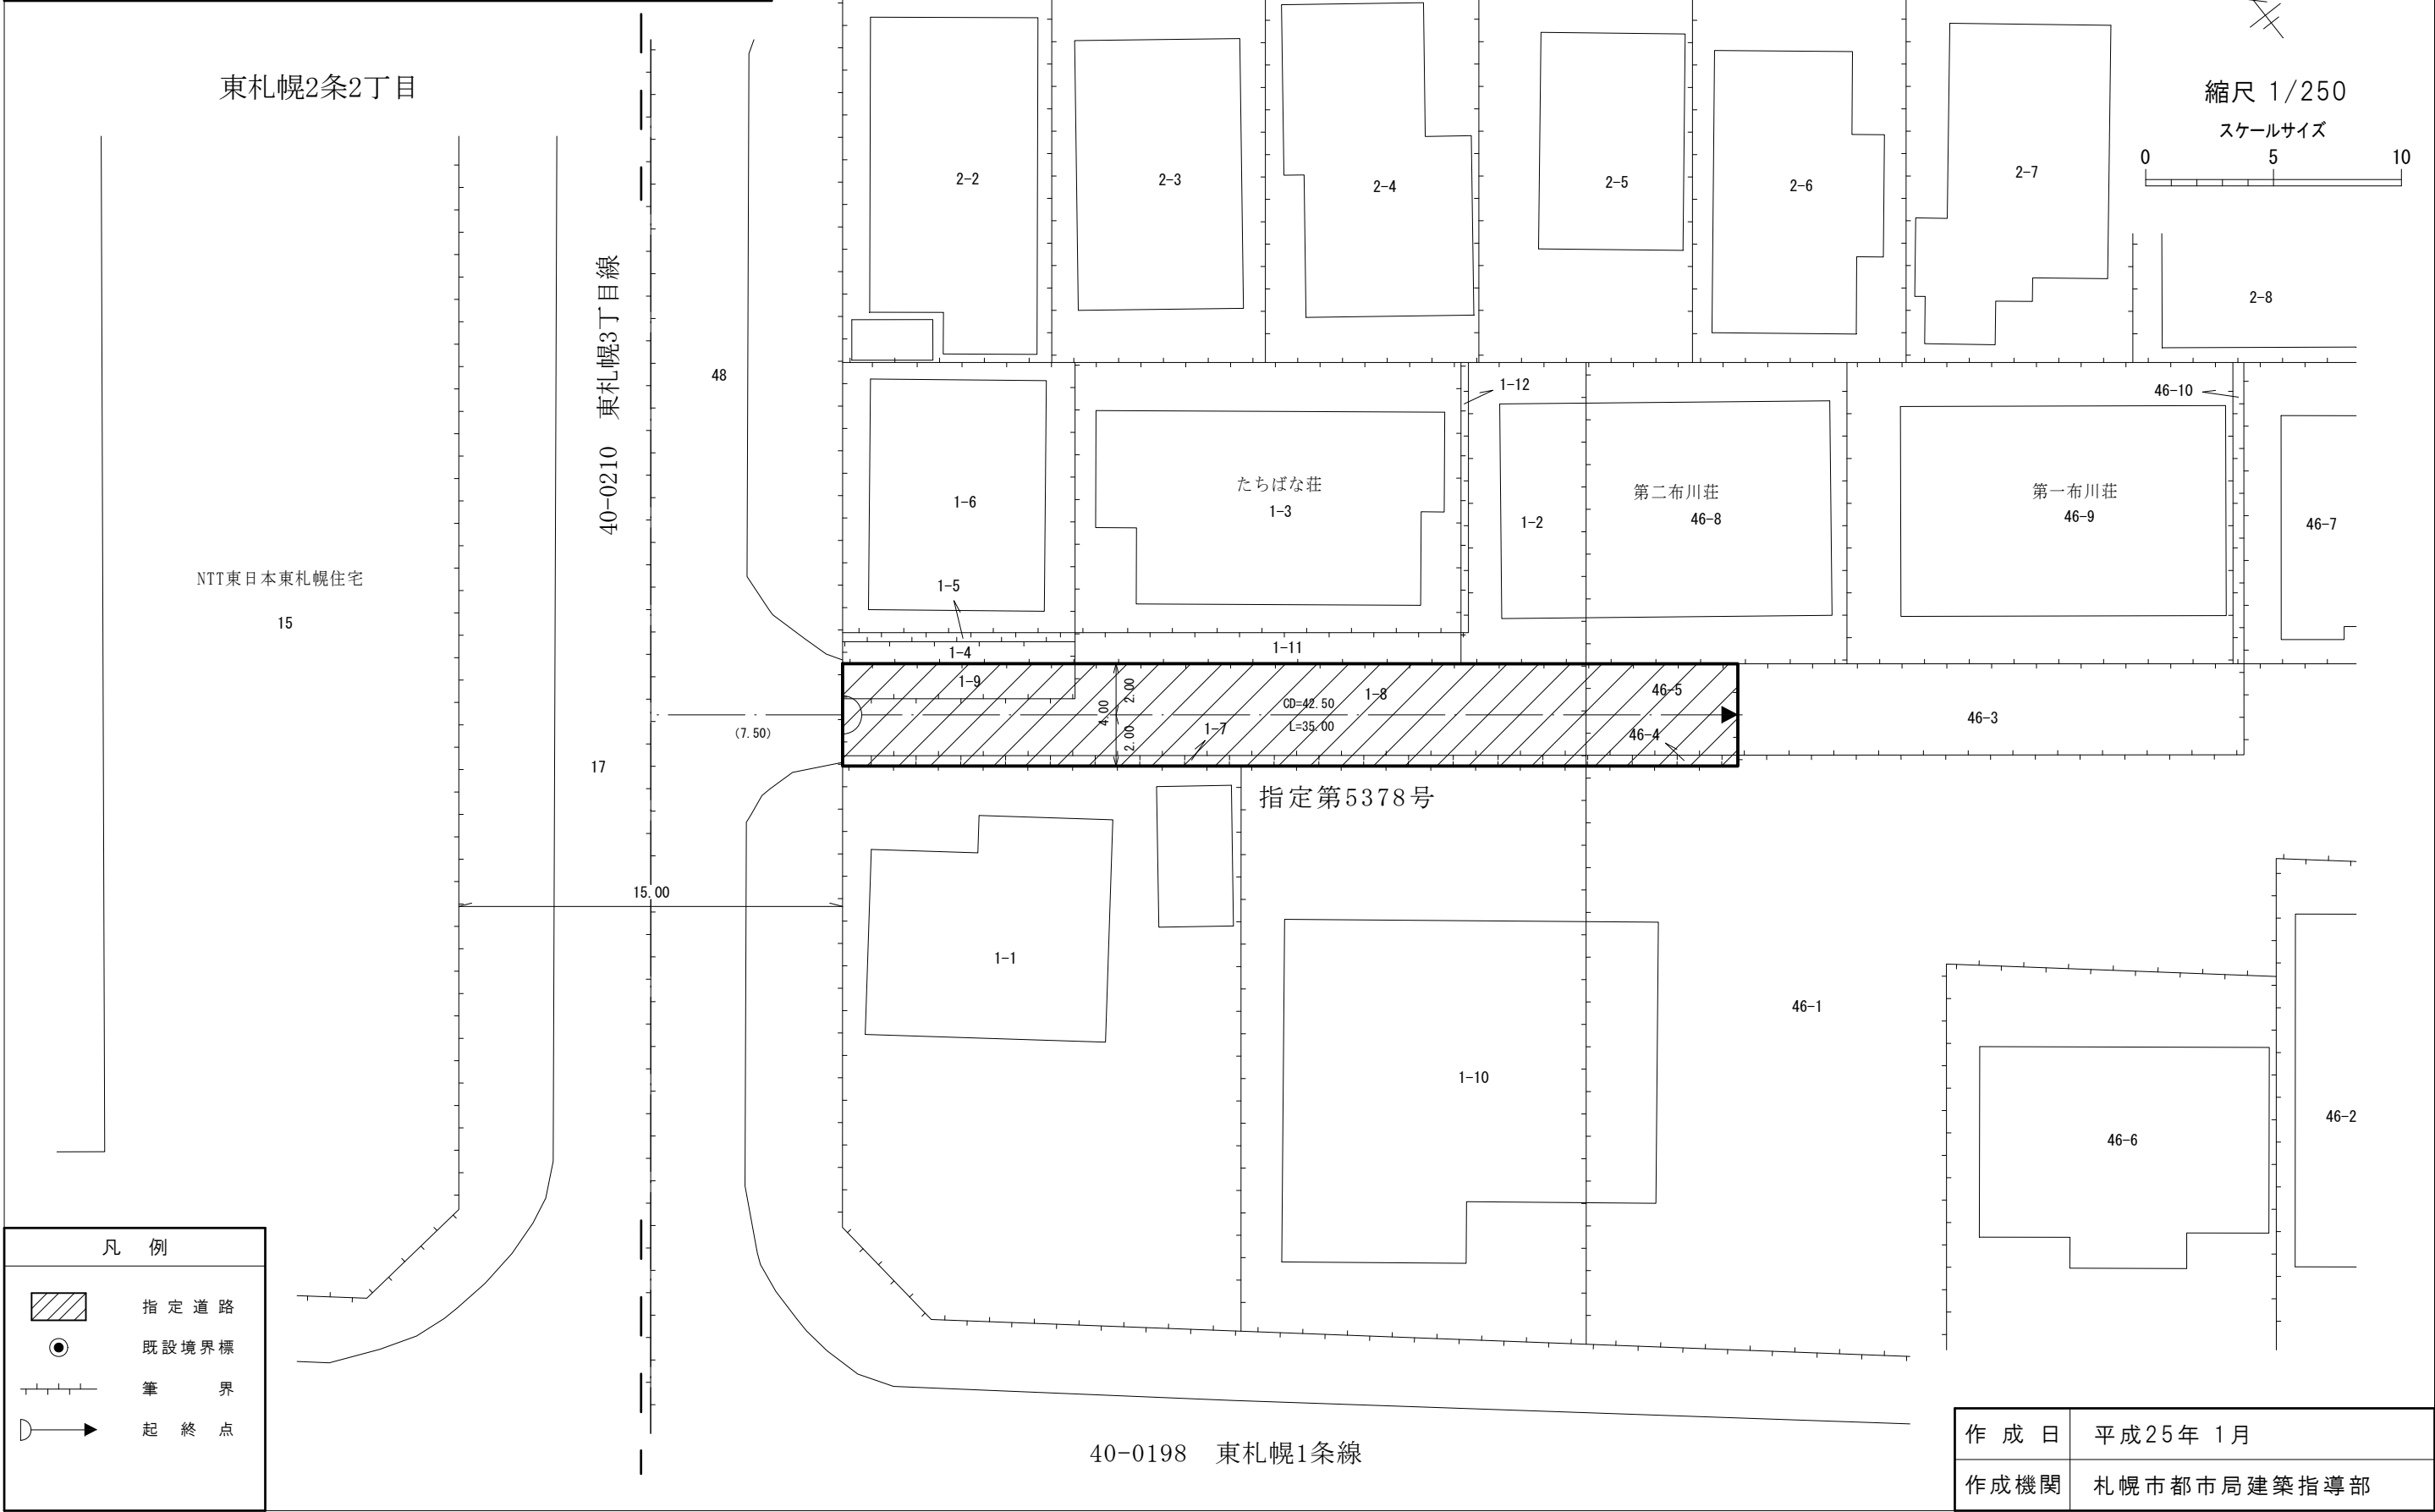 東札幌2条2丁目
縮尺 1/250
スケールサイズ
0 5 10
2-2
2-3
2-4
2-5
2-6
2-7
2-8
40-0210 東札幌3丁目線
48
1-12
46-10
1-6
たちばな荘
1-3
1-2
第二布川荘
46-8
第一布川荘
46-9
46-7
NTT東日本東札幌住宅
15
1-5
1-4
1-11
1-9
4.00
2.00
2.00
CD=42.50
L=35.00
1-8
46-5
1-7
46-4
46-3
(7.50)
17
指定第5378号
15.00
1-1
46-1
1-10
46-6
46-2
凡 例
指定道路
既設境界標
筆 界
起 終 点
40-0198 東札幌1条線
作成日 平成25年 1月
作成機関 札幌市都市局建築指導部